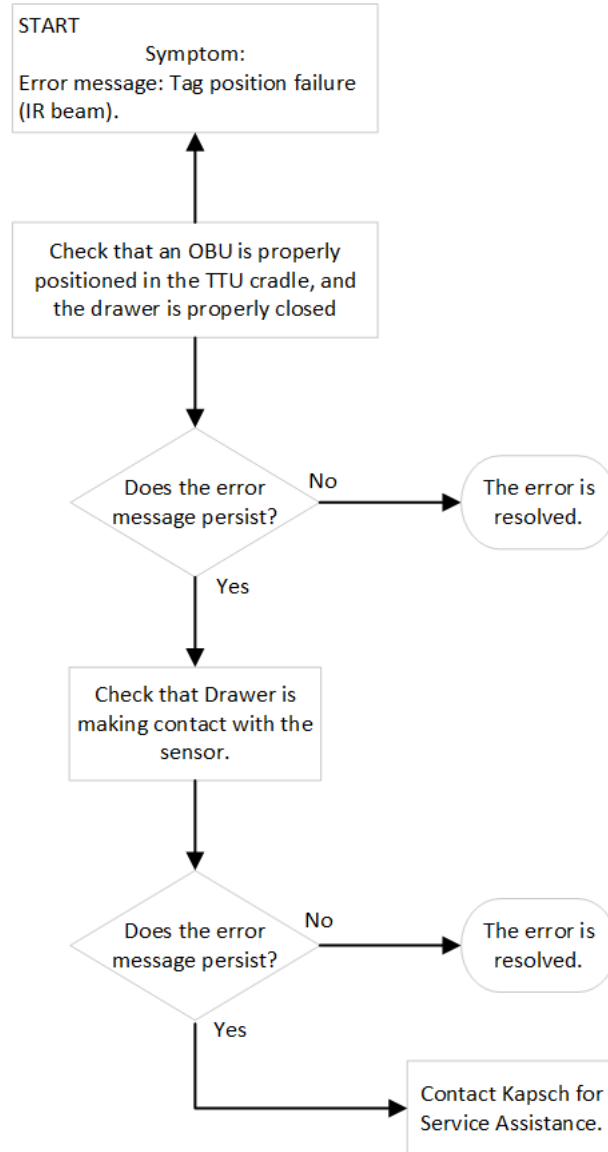 START
Symptom:
Error message: Tag position failure
(IR beam).
Check that an OBU is properly
positioned in the TTU cradle, and
the drawer is properly closed
Does the error
message persist?
No
The error is
resolved.
Yes
Check that Drawer is
making contact with the
sensor.
Does the error
message persist?
No
The error is
resolved.
Yes
Contact Kapsch for
Service Assistance.